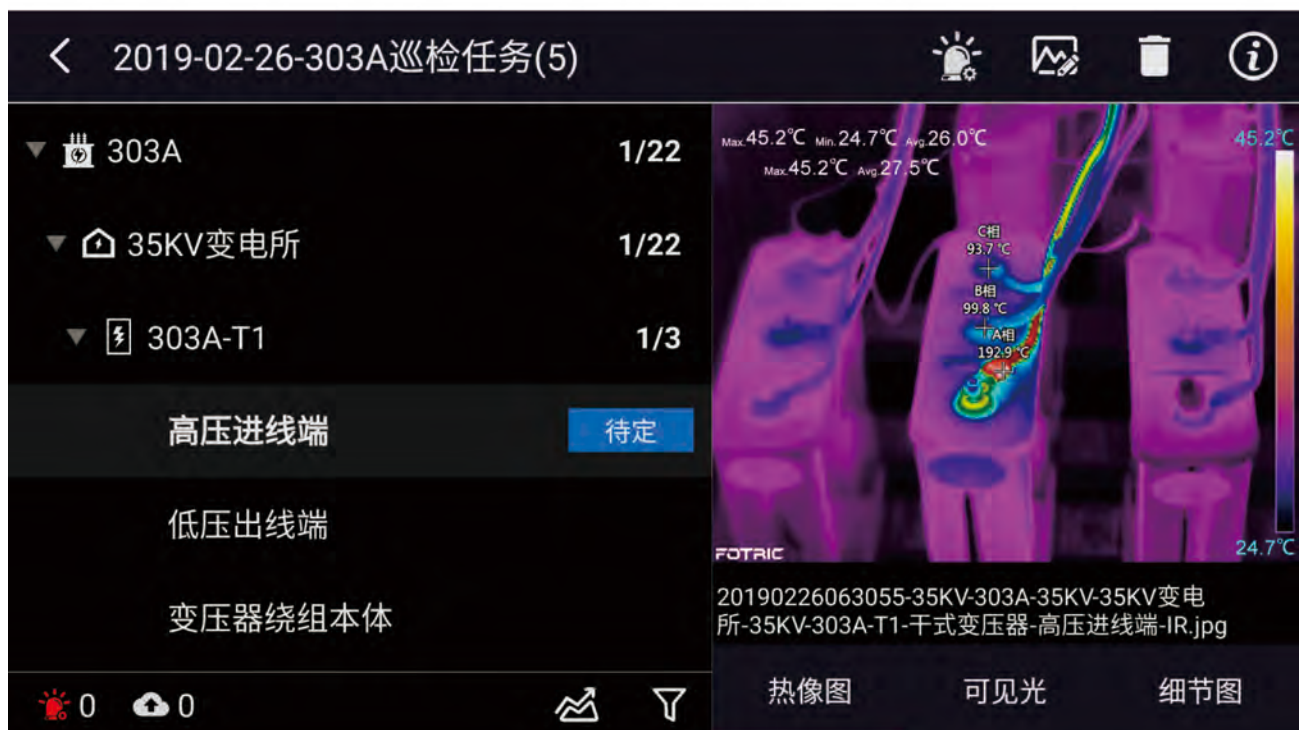 2019-02-26-303A巡检任务(5)
303A 1/22
35KV变电所 1/22
303A-T1 1/3
高压进线端 待定
低压出线端
变压器绕组本体
0 0
Max.45.2℃ Min.24.7℃ Avg.26.0℃
Max.45.2℃ Avg.27.5℃
45.2℃
C相
93.7 ℃
B相
99.8 ℃
A相
192.9 ℃
FOTRIC
24.7℃
20190226063055-35KV-303A-35KV-35KV变电
所-35KV-303A-T1-干式变压器-高压进线端-IR.jpg
热像图 可见光 细节图